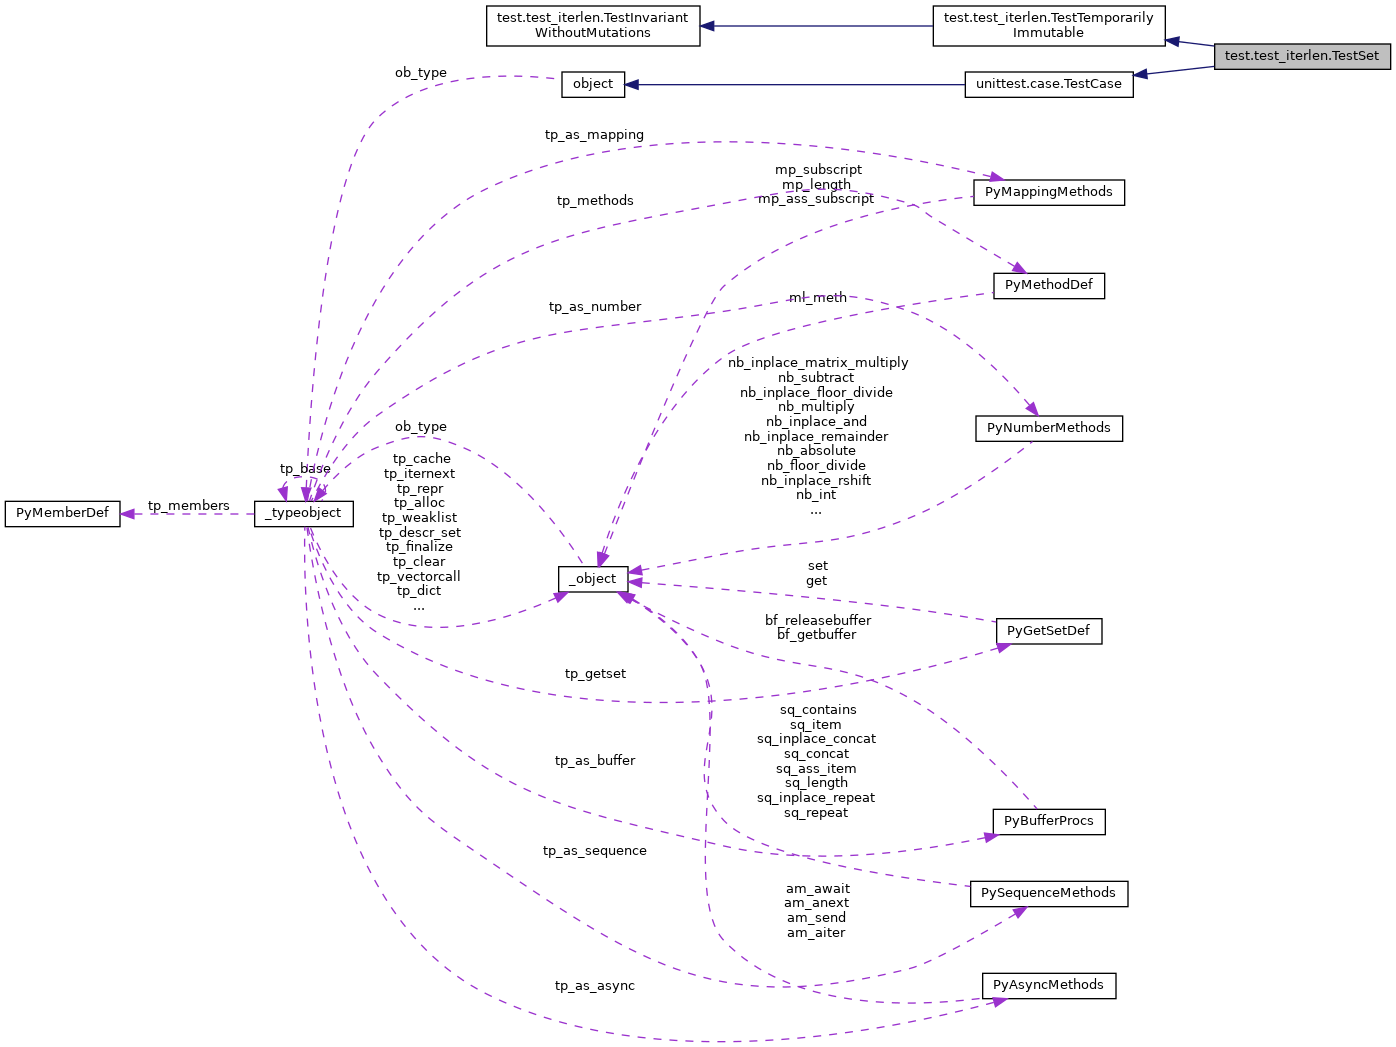 test.test_iterlen.TestInvariant
WithoutMutations
test.test_iterlen.TestTemporarily
Immutable
test.test_iterlen.TestSet
ob_type
object
unittest.case.TestCase
tp_as_mapping
mp_subscript
mp_length
mp_ass_subscript
tp_methods
PyMappingMethods
PyMethodDef
tp_as_number
ml_meth
nb_inplace_matrix_multiply
nb_subtract
nb_inplace_floor_divide
nb_multiply
nb_inplace_and
nb_inplace_remainder
nb_absolute
nb_floor_divide
nb_inplace_rshift
nb_int
...
PyNumberMethods
ob_type
tp_base
tp_cache
tp_iternext
tp_repr
tp_alloc
tp_weaklist
tp_descr_set
tp_finalize
tp_clear
tp_vectorcall
tp_dict
...
PyMemberDef
tp_members
_typeobject
_object
set
get
bf_releasebuffer
bf_getbuffer
PyGetSetDef
tp_getset
sq_contains
sq_item
sq_inplace_concat
sq_concat
sq_ass_item
sq_length
sq_inplace_repeat
sq_repeat
tp_as_buffer
PyBufferProcs
tp_as_sequence
PySequenceMethods
am_await
am_anext
am_send
am_aiter
tp_as_async
PyAsyncMethods